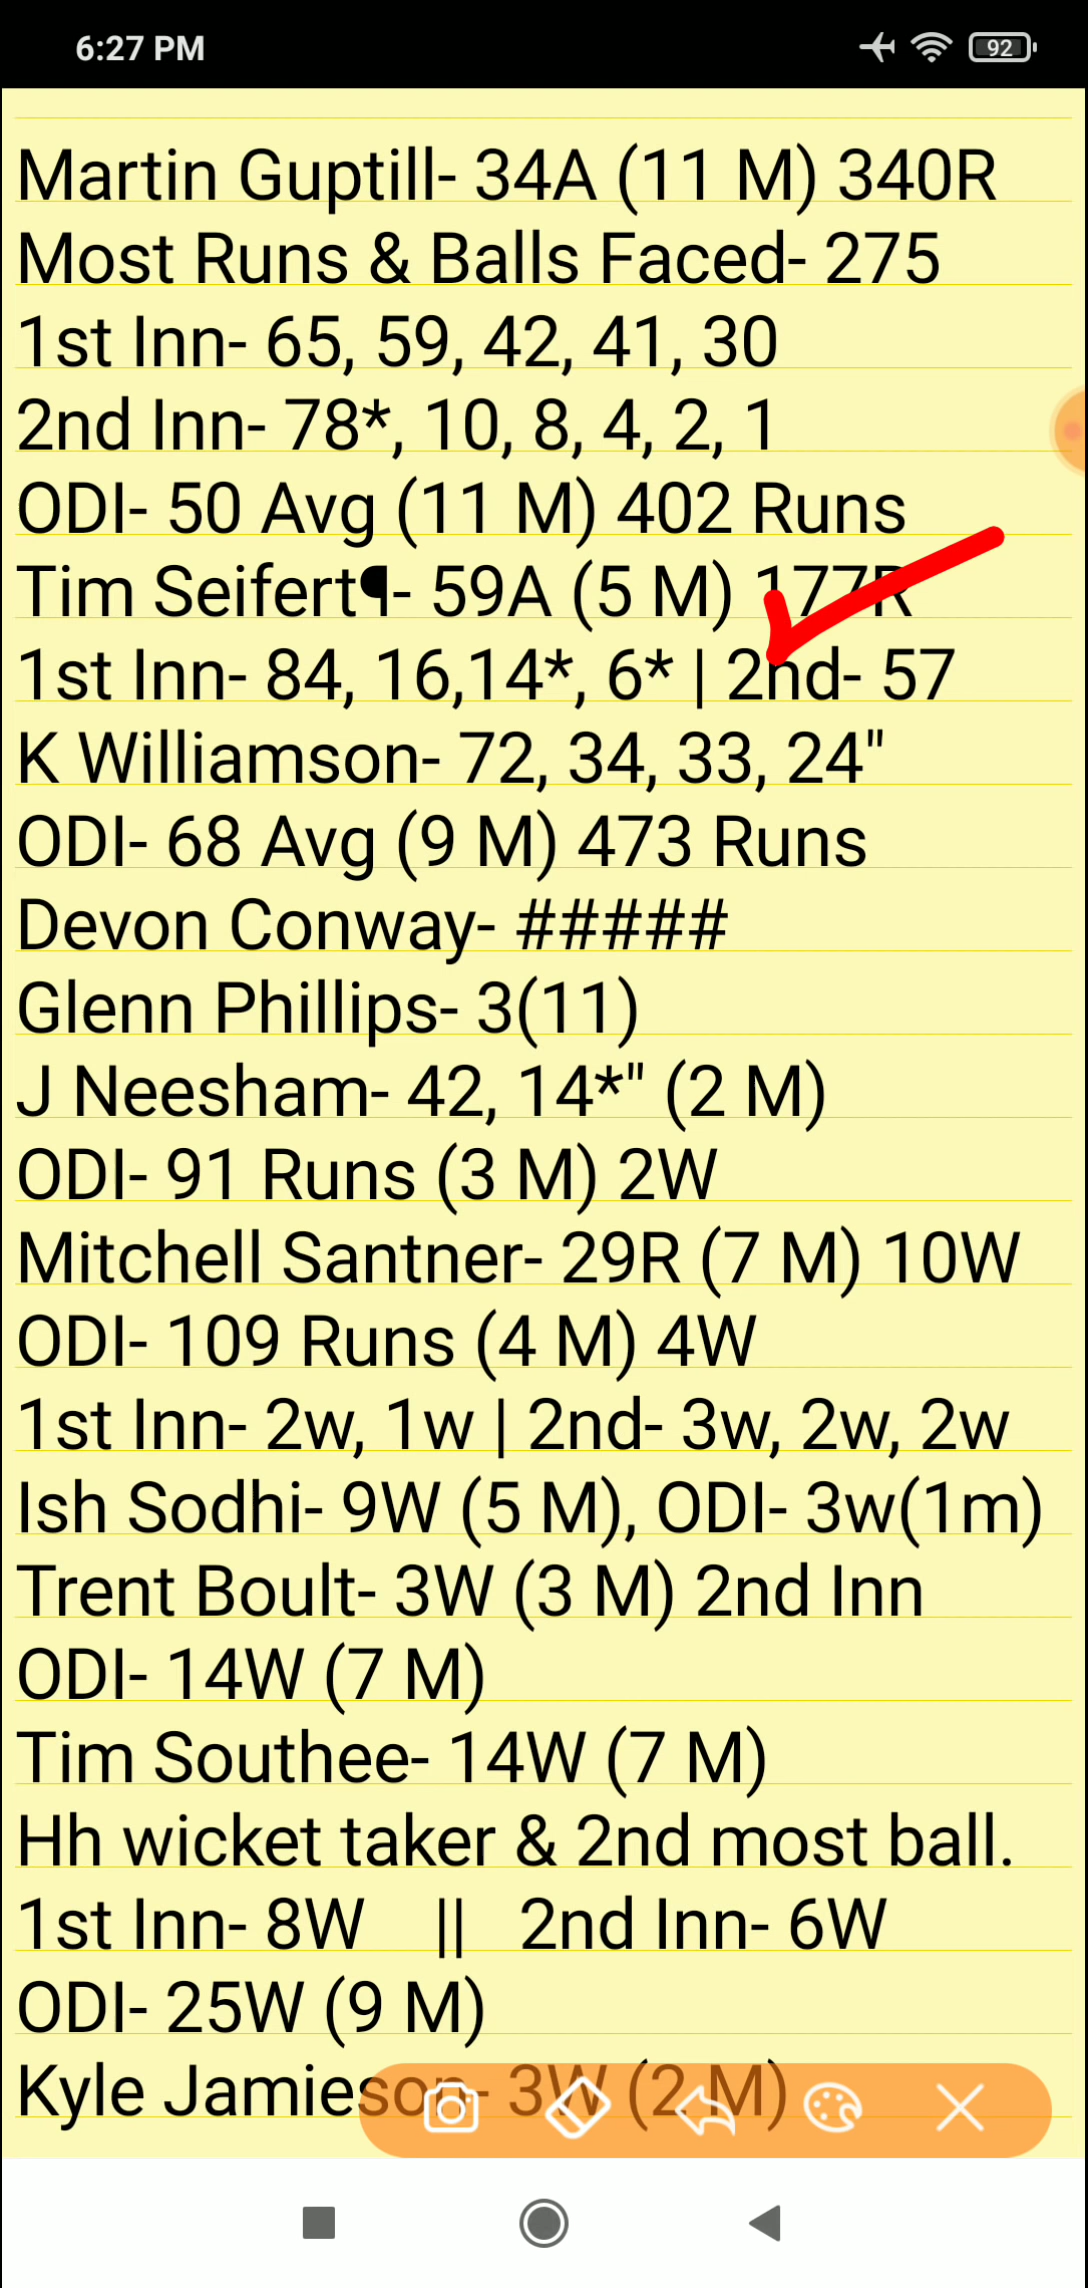 6:27 PM
92
Martin Guptill- 34A (11 M) 340R
Most Runs & Balls Faced- 275
1st Inn- 65, 59, 42, 41, 30
2nd Inn- 78*, 10, 8, 4, 2, 1
ODI- 50 Avg (11 M) 402 Runs
Tim Seifert¶- 59A (5 M) 177R
1st Inn- 84, 16,14*, 6* | 2nd- 57
K Williamson- 72, 34, 33, 24"
ODI- 68 Avg (9 M) 473 Runs
Devon Conway- #####
Glenn Phillips- 3(11)
J Neesham- 42, 14*" (2 M)
ODI- 91 Runs (3 M) 2W
Mitchell Santner- 29R (7 M) 10W
ODI- 109 Runs (4 M) 4W
1st Inn- 2w, 1w | 2nd- 3w, 2w, 2w
Ish Sodhi- 9W (5 M), ODI- 3w(1m)
Trent Boult- 3W (3 M) 2nd Inn
ODI- 14W (7 M)
Tim Southee- 14W (7 M)
Hh wicket taker & 2nd most ball.
1st Inn- 8W || 2nd Inn- 6W
ODI- 25W (9 M)
Kyle Jamieson- 3W (2 M)